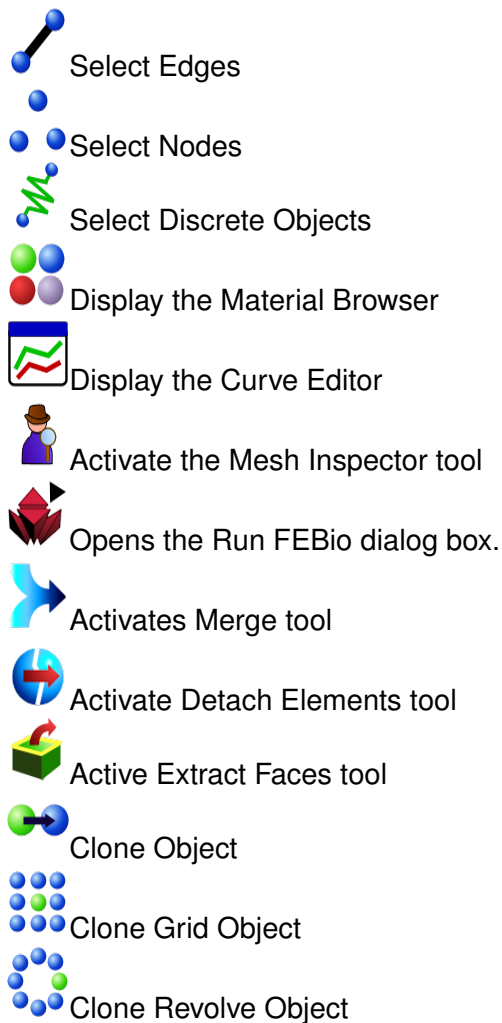 Select Edges
Select Nodes
Select Discrete Objects
Display the Material Browser
Display the Curve Editor
Activate the Mesh Inspector tool
Opens the Run FEBio dialog box.
Activates Merge tool
Activate Detach Elements tool
Active Extract Faces tool
Clone Object
Clone Grid Object
Clone Revolve Object